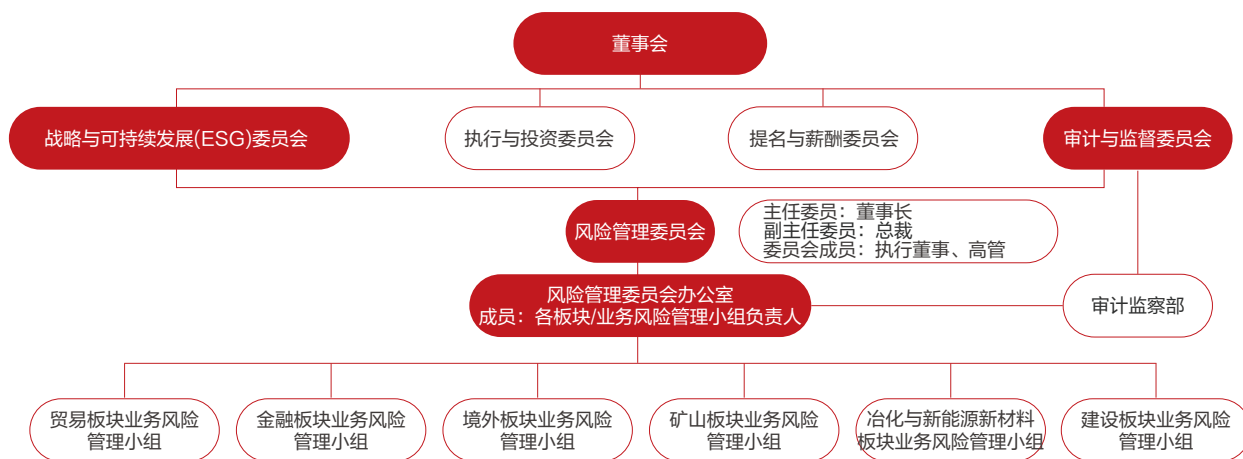 董事会
战略与可持续发展(ESG)委员会
执行与投资委员会
提名与薪酬委员会
审计与监督委员会
风险管理委员会
主任委员：董事长
副主任委员：总裁
委员会成员：执行董事、高管
风险管理委员会办公室
成员：各板块/业务风险管理小组负责人
审计监察部
贸易板块业务风险
管理小组
金融板块业务风险
管理小组
境外板块业务风险
管理小组
矿山板块业务风险
管理小组
冶化与新能源新材料
板块业务风险管理小组
建设板块业务风险
管理小组